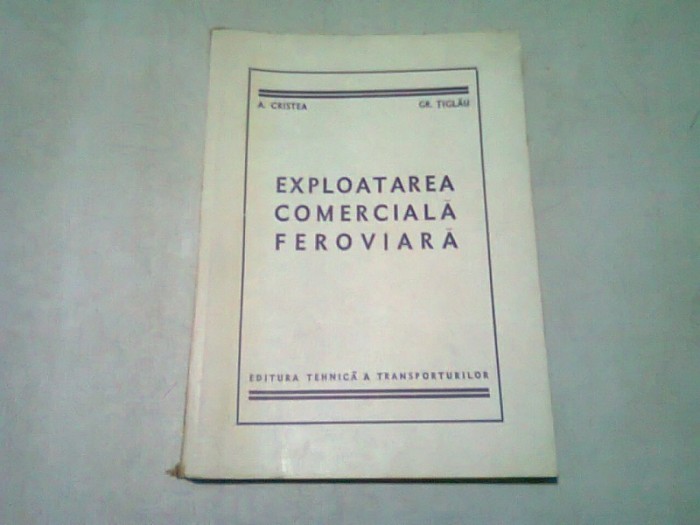 A. CRISTEA GR. ȚIGLĂU
EXPLOATAREA
COMERCIALĂ
FEROVIARĂ
EDITURA TEHNICĂ A TRANSPORTURILOR